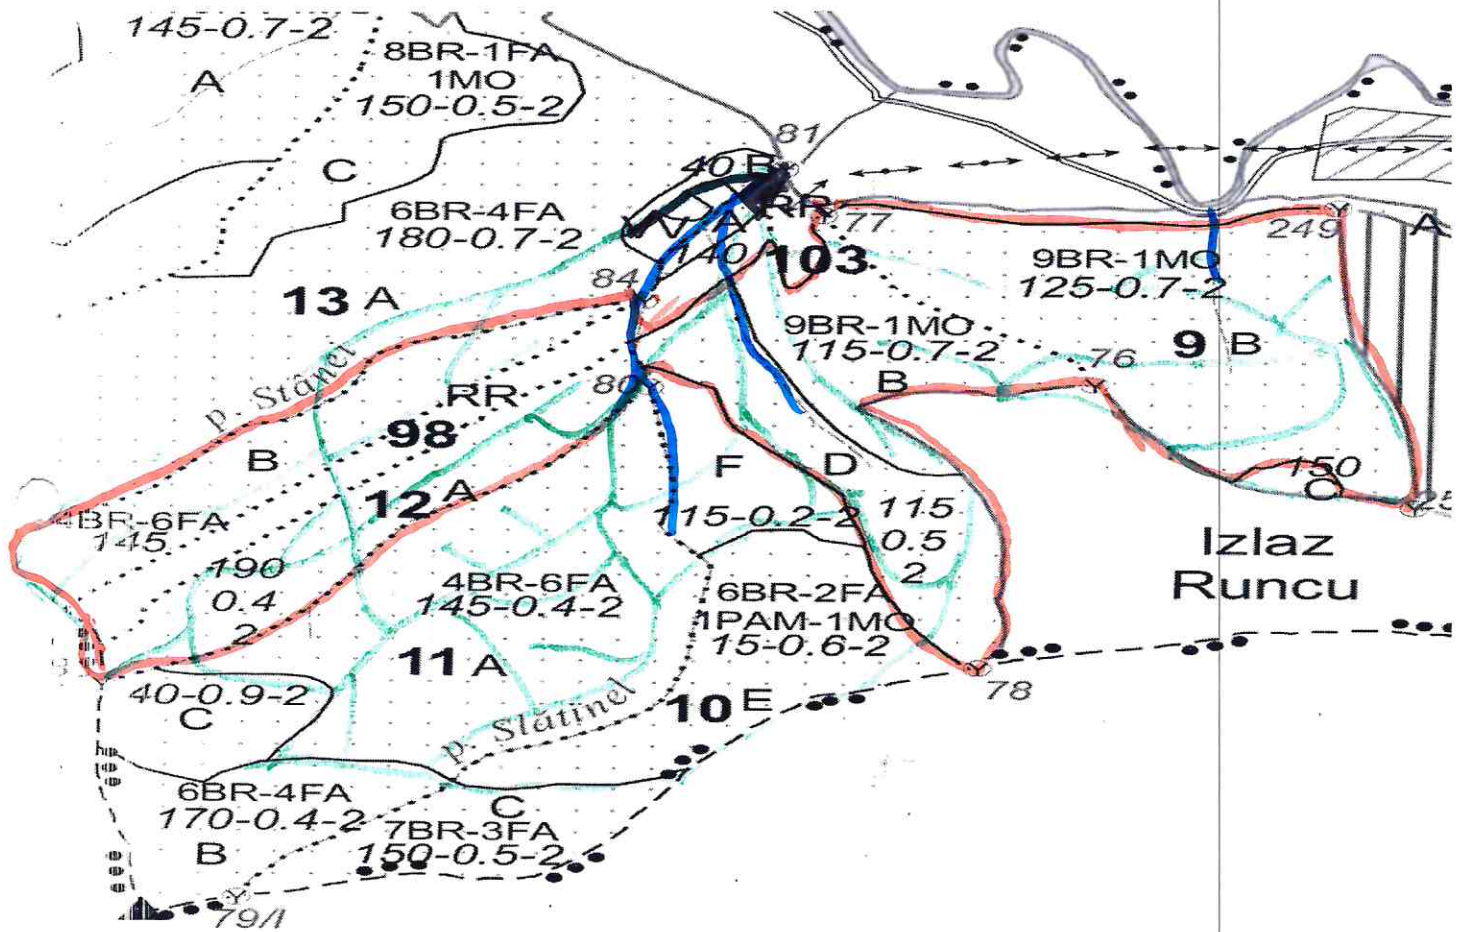 145-0.7-2
A
8BR-1FA
1MO
150-0.5-2
C
81
40 B
6BR-4FA
180-0.7-2
RR
77
A
140
103
249
A
9BR-1MO
125-0.7-2
84
13 A
9BR-1MO
115-0.7-2
9 B
76
B
p. Stânei
RR
80
98
B
F
D
150
C
12 A
4BR-6FA
145
115-0.2-2
115
0.5
2
25
Izlaz
Runcu
190
0.4
2
4BR-6FA
145-0.4-2
6BR-2FA
1PAM-1MO
15-0.6-2
11 A
40-0.9-2
C
p. Slătinel
10 E
78
6BR-4FA
170-0.4-2
B
C
7BR-3FA
150-0.5-2
79/I